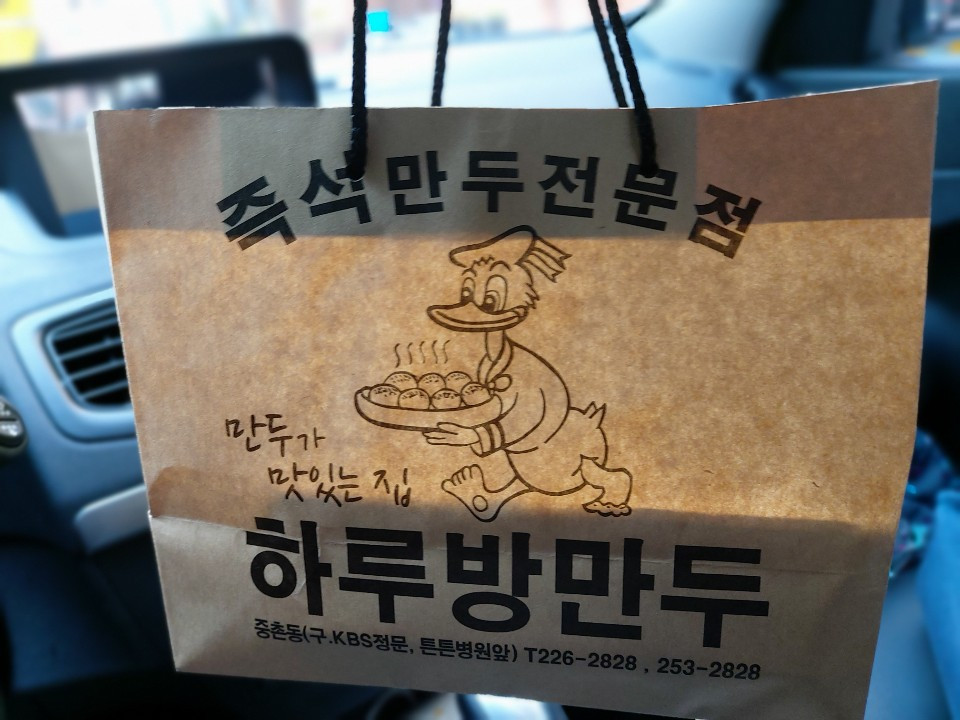 즉석만두전문점
만두가
맛있는 집
하루방만두
중촌동(구.KBS정문, 튼튼병원앞) T226-2828 , 253-2828